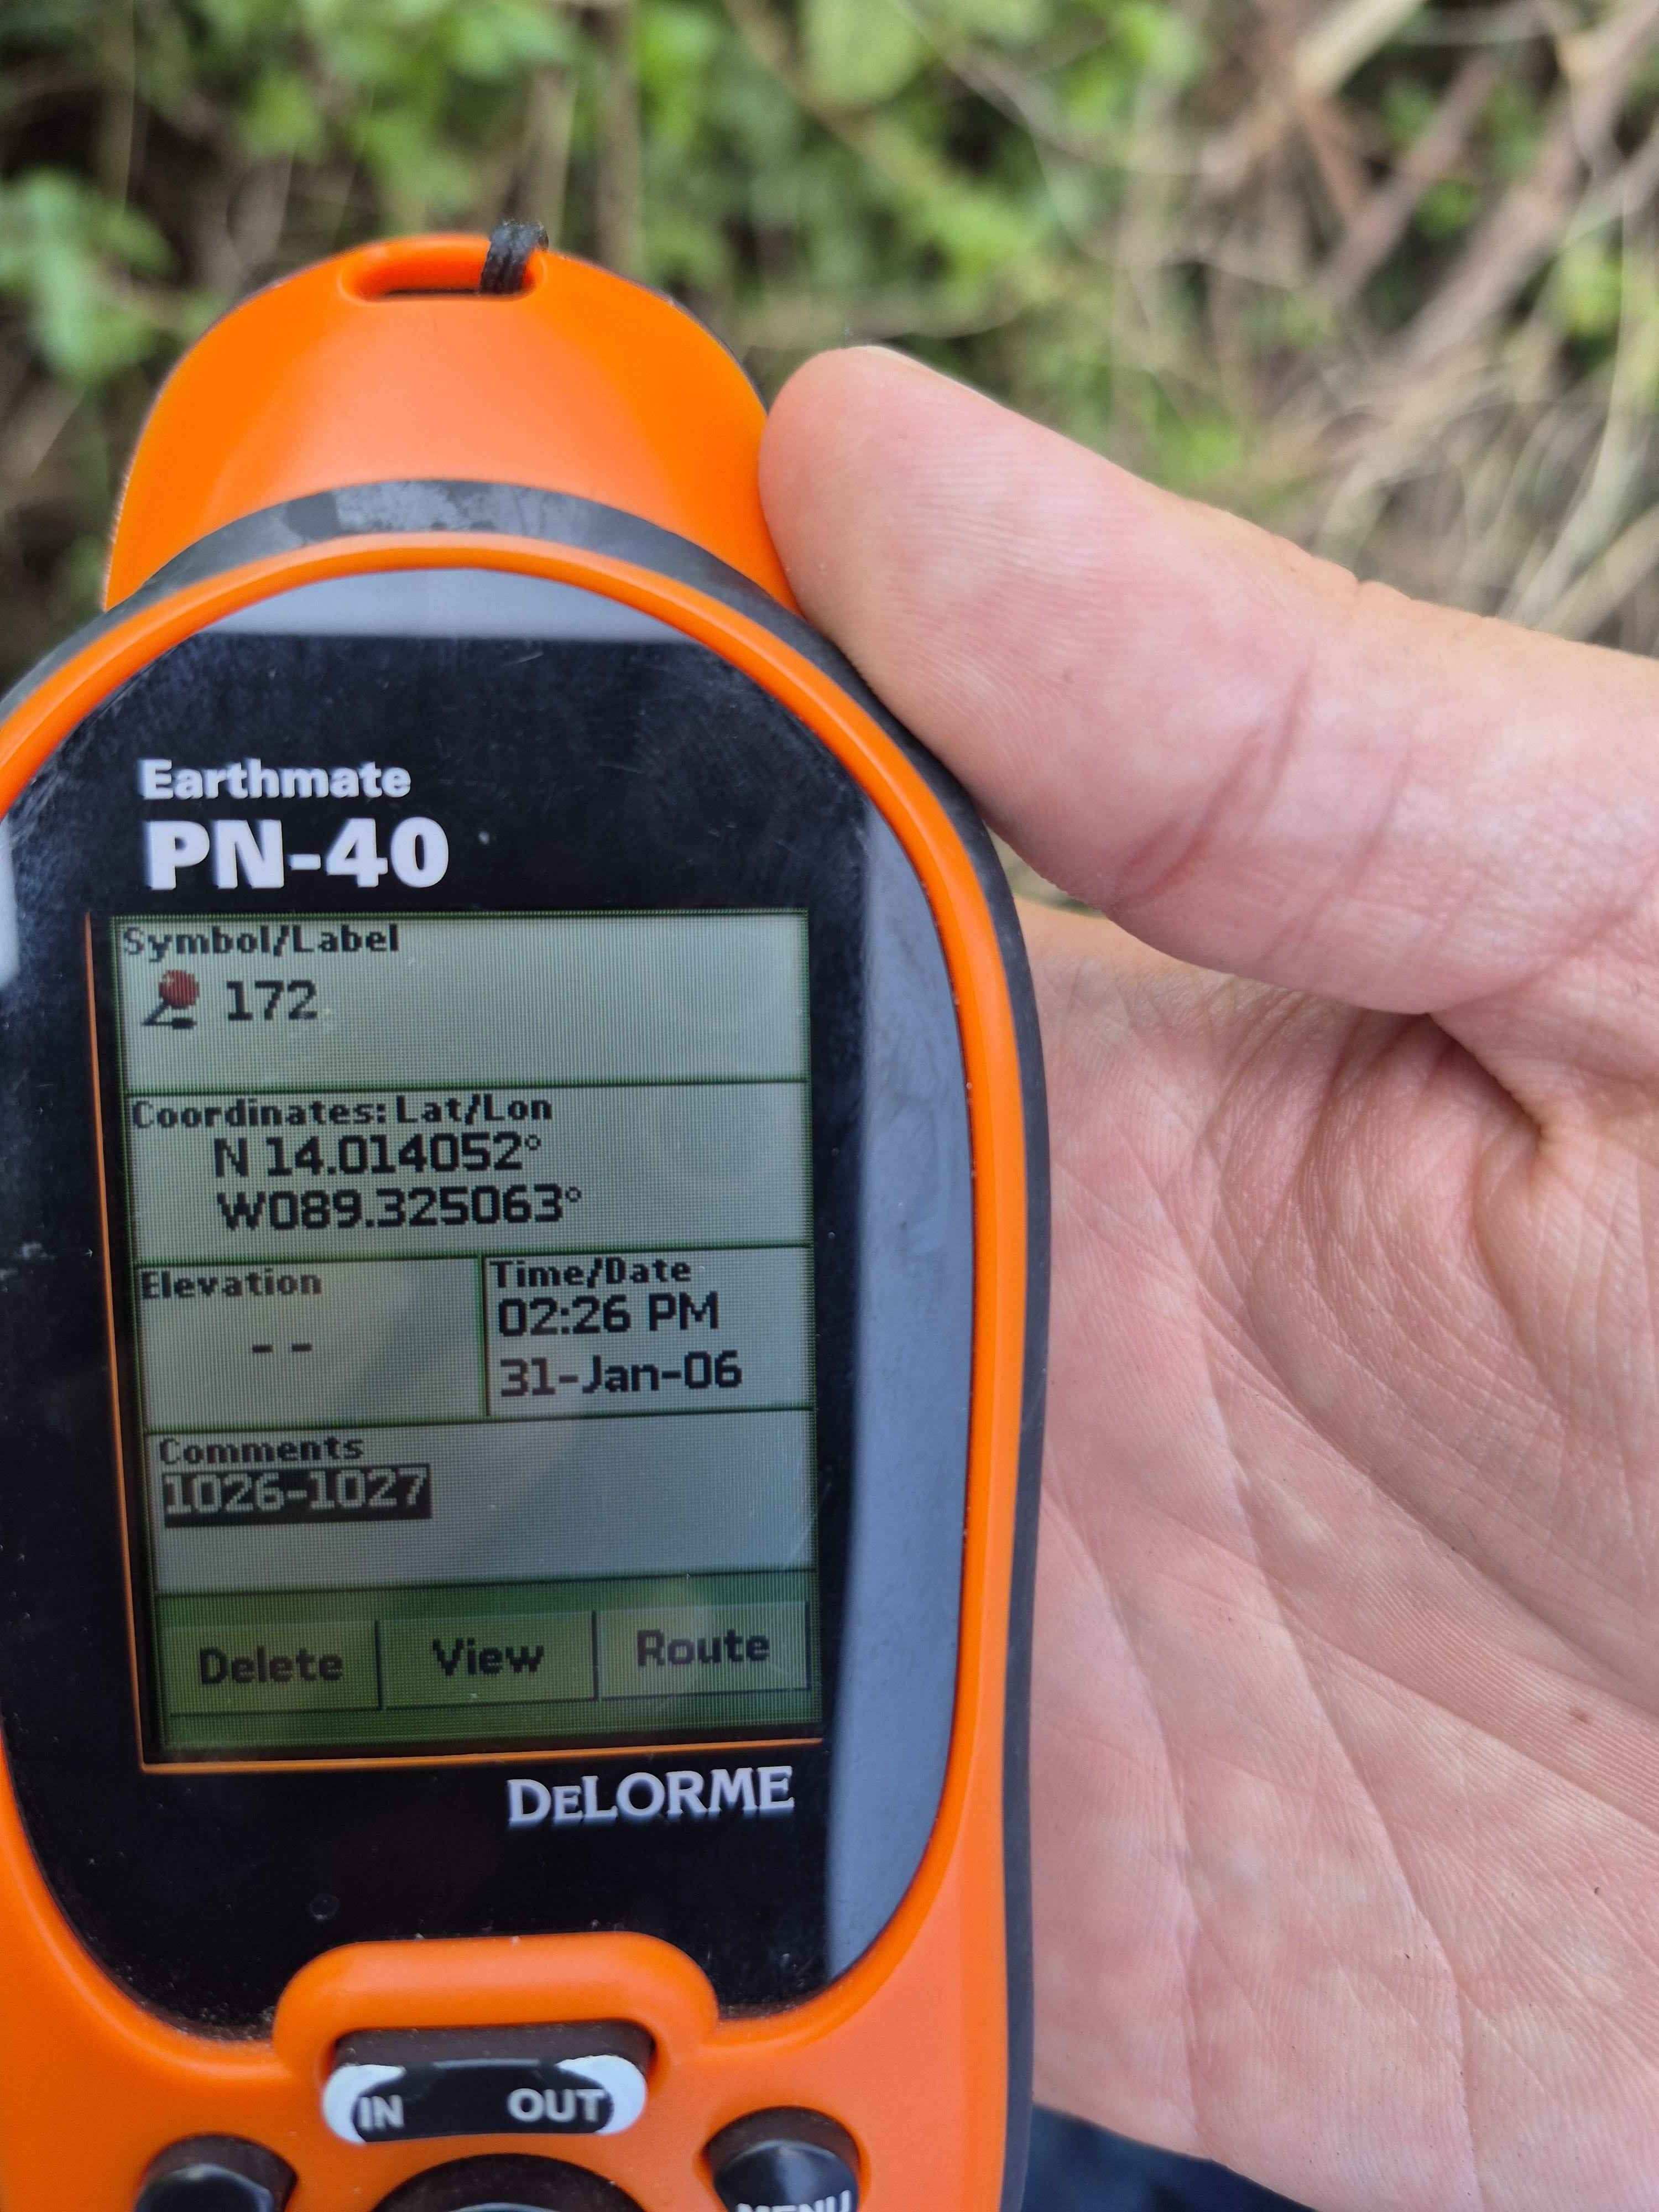 Earthmate
PN-40
Symbol/Label
172
Coordinates: Lat/Lon
N 14.014052°
W089.325063°
Elevation
- -
Time/Date
02:26 PM
31-Jan-06
Comments
1026-1027
Delete View Route
DeLORME
IN OUT
MENU